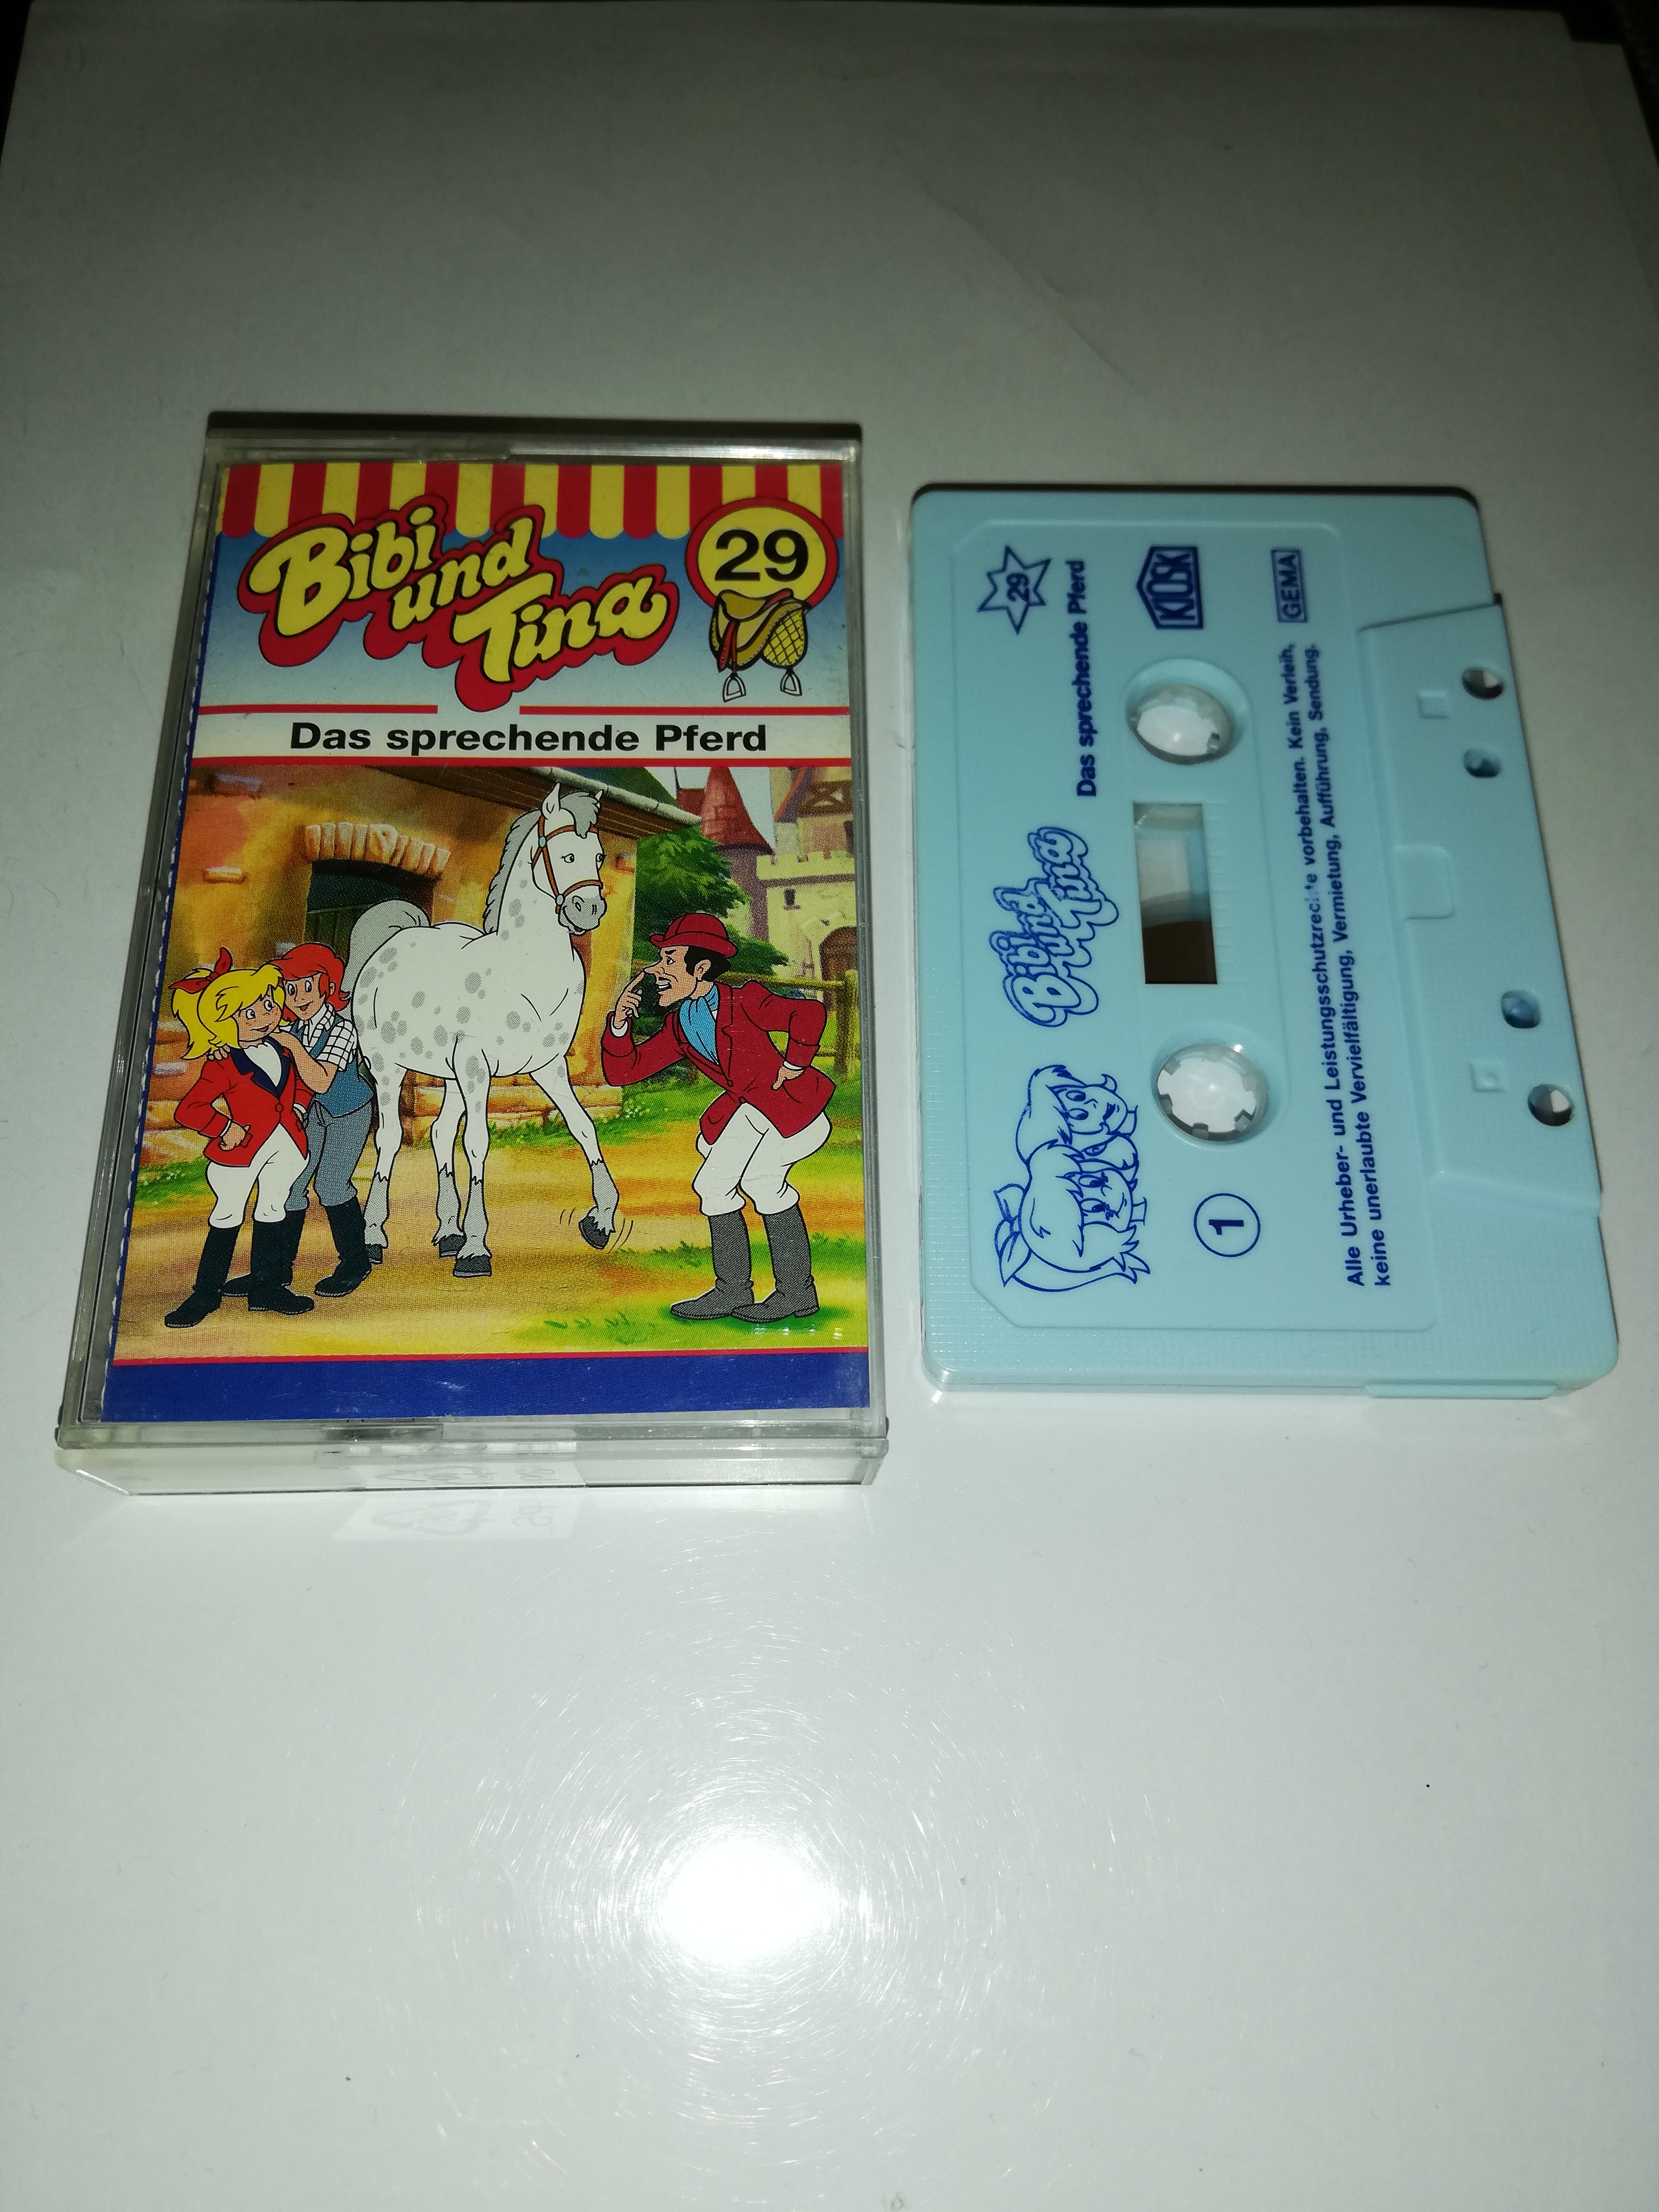 Bibi
und
Tina
29
Das sprechende Pferd
29
Das sprechende Pferd
KIOSK
GEMA
Bibi
und
Tina
1
Alle Urheber- und Leistungsschutzrechte vorbehalten. Kein Verleih,
keine unerlaubte Vervielfältigung, Vermietung, Aufführung, Sendung.